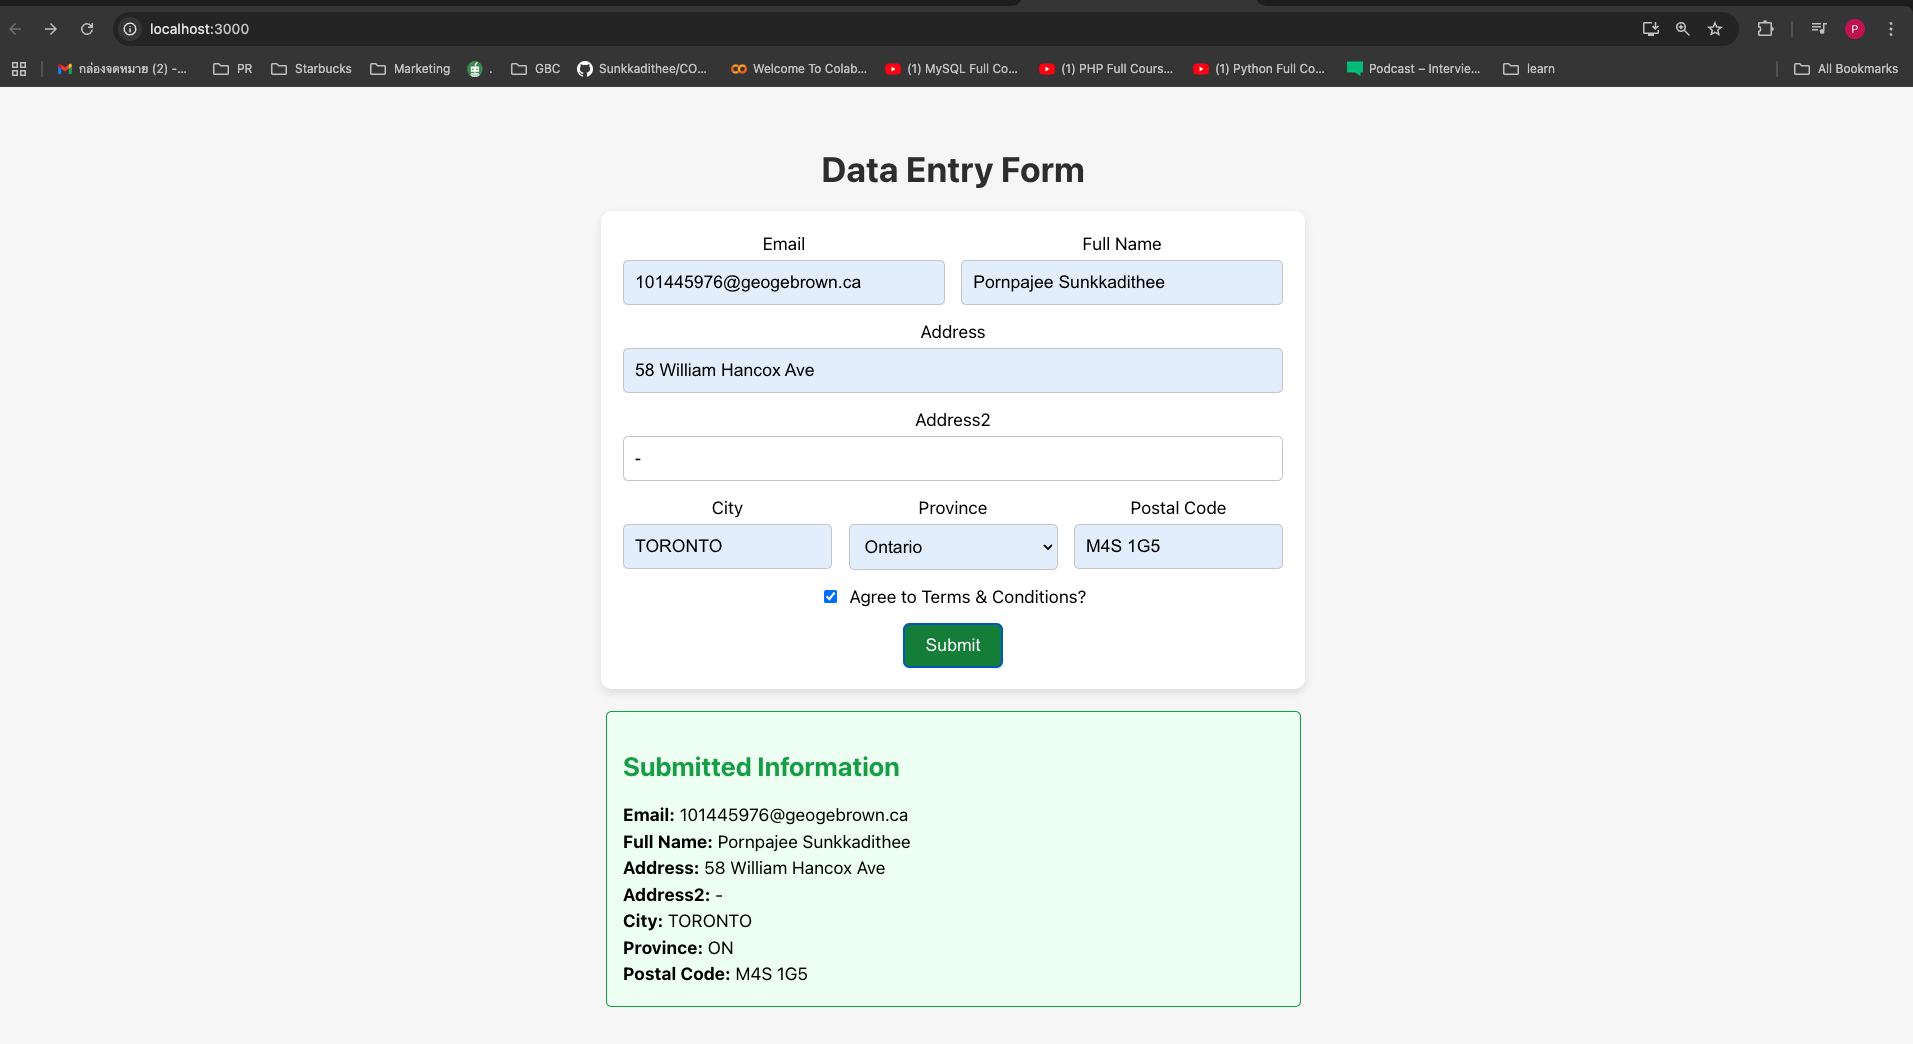 localhost:3000
P
กล่องจดหมาย (2) -... PR Starbucks Marketing . GBC Sunkkadithee/CO... Welcome To Colab... (1) MySQL Full Co... (1) PHP Full Cours... (1) Python Full Co... Podcast – Intervie... learn All Bookmarks
Data Entry Form
Email Full Name
101445976@geogebrown.ca Pornpajee Sunkkadithee
Address
58 William Hancox Ave
Address2
-
City Province Postal Code
TORONTO Ontario M4S 1G5
Agree to Terms & Conditions?
Submit
Submitted Information
Email: 101445976@geogebrown.ca
Full Name: Pornpajee Sunkkadithee
Address: 58 William Hancox Ave
Address2: -
City: TORONTO
Province: ON
Postal Code: M4S 1G5